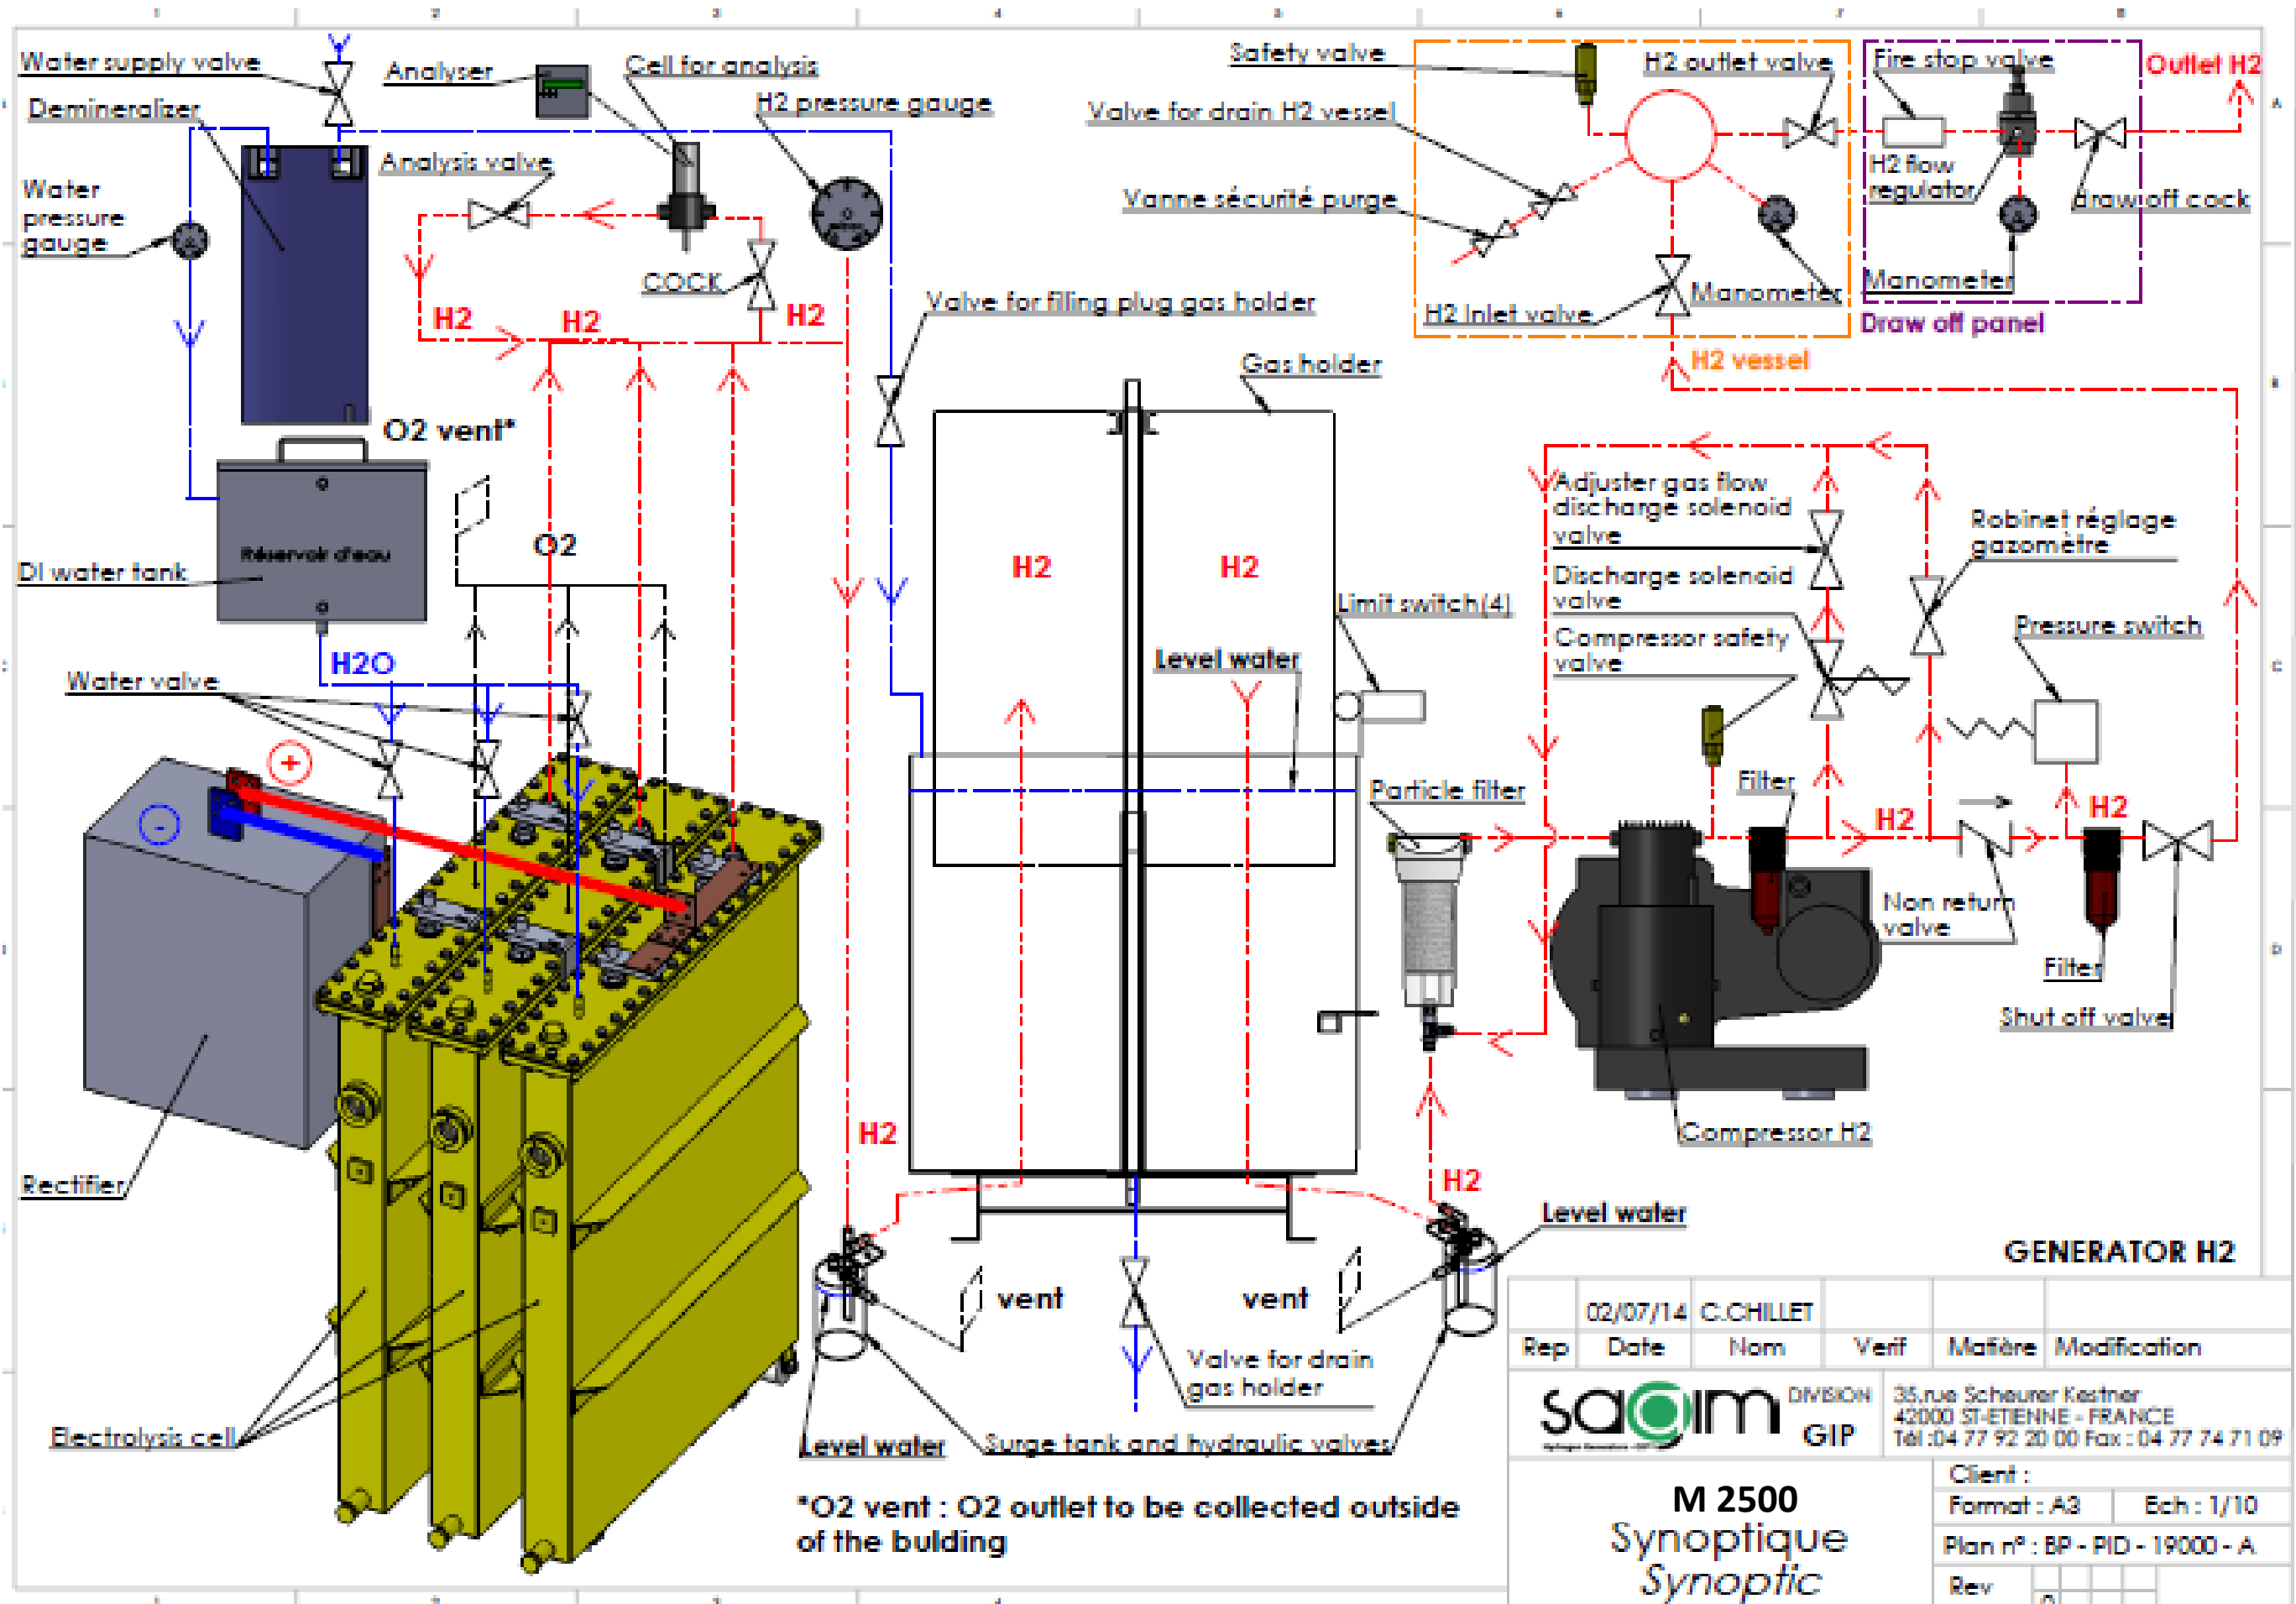 Water supply valve
Analyser
Cell for analysis
Demineralizer
H2 pressure gauge
Analysis valve
Water
pressure
gauge
COCK
H2
H2
H2
O2 vent*
O2
Réservoir d'eau
DI water tank
H2O
Water valve
+
-
Rectifier
Electrolysis cell
Safety valve
H2 outlet valve
Fire stop valve
Outlet H2
Valve for drain H2 vessel
Vanne sécurité purge
H2 flow
regulator
draw off cock
Valve for filing plug gas holder
H2 Inlet valve
Manometer
Manometer
Draw off panel
H2 vessel
Gas holder
H2
H2
Limit switch(4)
Level water
Adjuster gas flow
discharge solenoid
valve
Robinet réglage
gazomètre
Discharge solenoid
valve
Compressor safety
valve
Pressure switch
Particle filter
Filter
H2
H2
Non return
valve
Filter
Shut off valve
Compressor H2
H2
H2
Level water
vent
vent
Valve for drain
gas holder
Level water
Surge tank and hydraulic valves
*O2 vent : O2 outlet to be collected outside
of the bulding
GENERATOR H2
02/07/14 C.CHILLET
Rep Date Nom Verif Matière Modification
sagim DIVISION
GIP
35,rue Scheurer Kestner
42000 ST-ETIENNE - FRANCE
Tél :04 77 92 20 00 Fax : 04 77 74 71 09
M 2500
Synoptique
Synoptic
Client :
Format : A3 Ech : 1/10
Plan n° : BP - PID - 19000 - A
Rev